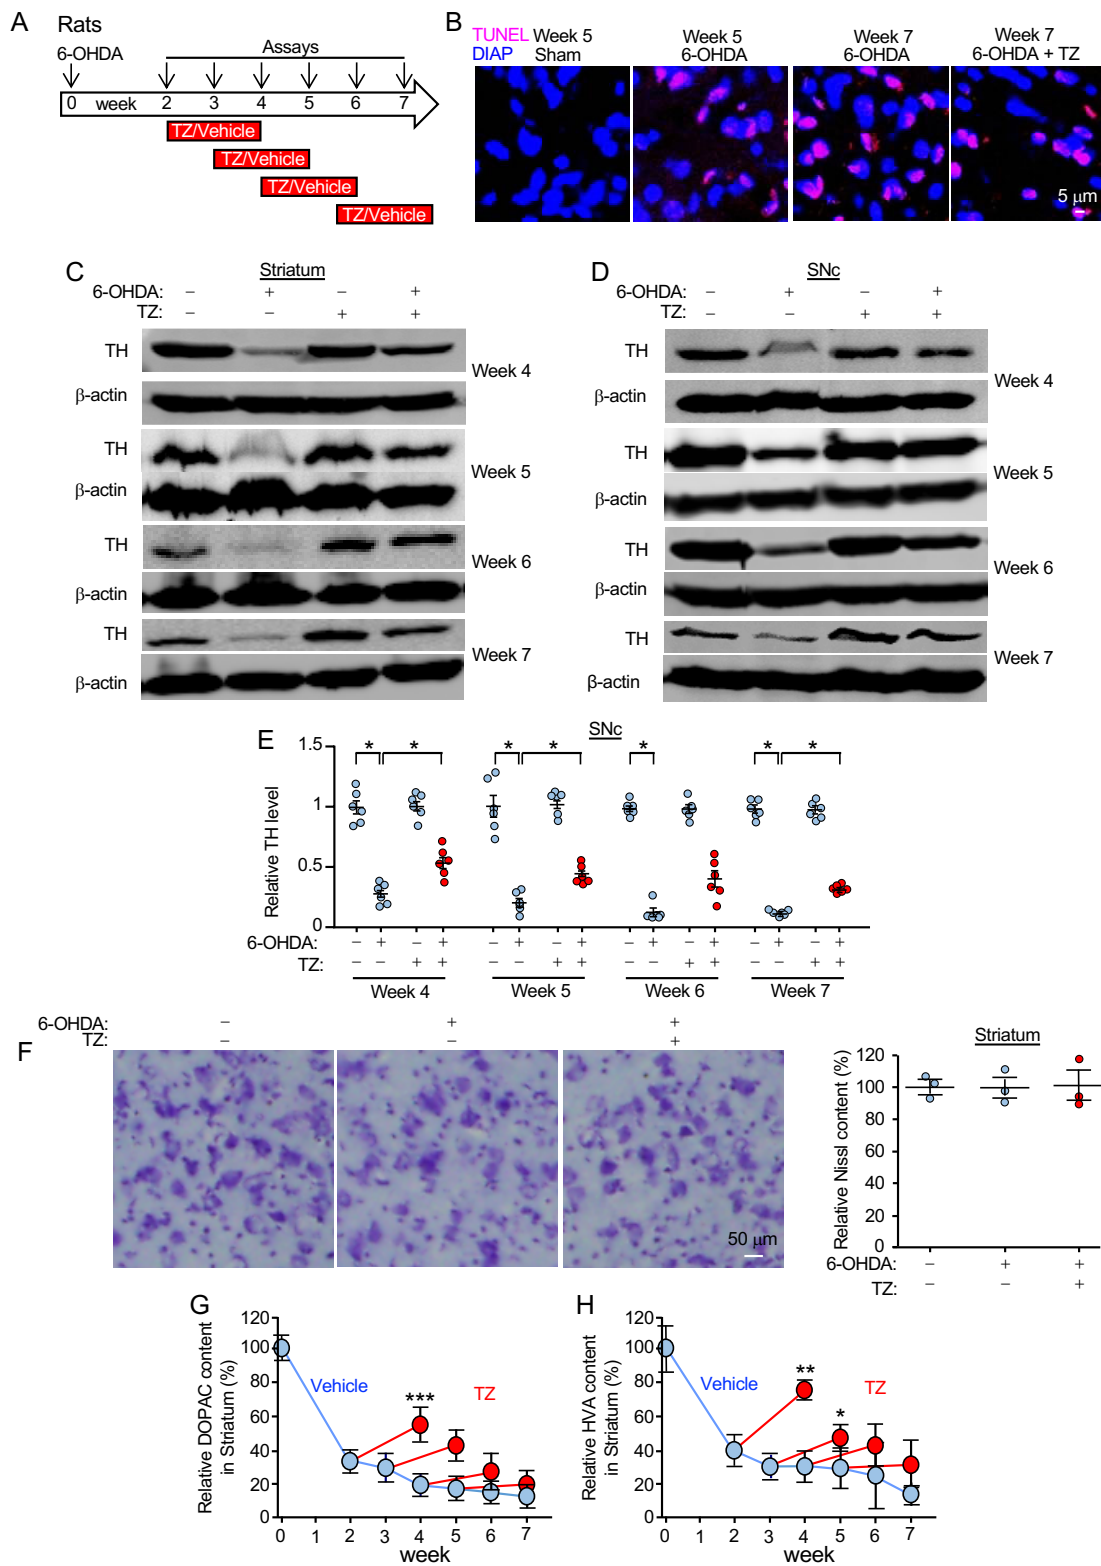 A
Rats
6-OHDA
Assays
0 week 2 3 4 5 6 7
TZ/Vehicle
TZ/Vehicle
TZ/Vehicle
TZ/Vehicle
B
TUNEL Week 5 Week 5 Week 7 Week 7
DIAP Sham 6-OHDA 6-OHDA 6-OHDA + TZ
5 μm
C
Striatum
6-OHDA: – + – +
TZ: – – + +
TH
Week 4
β-actin
TH
Week 5
β-actin
TH
Week 6
β-actin
TH
Week 7
β-actin
D
SNc
6-OHDA: – + – +
TZ: – – + +
TH
Week 4
β-actin
TH
Week 5
β-actin
TH
Week 6
β-actin
TH
Week 7
β-actin
E
SNc
Relative TH level
1.5
1
0.5
0
* * * * * * *
6-OHDA: – + – + – + – + – + – + – + – +
TZ: – – + + – – + + – – + + – – + +
Week 4 Week 5 Week 6 Week 7
F
6-OHDA: – + +
TZ: – – +
50 μm
Striatum
Relative Nissl content (%)
120
100
80
60
40
20
0
6-OHDA: – + +
TZ: – – +
G
Relative DOPAC content
in Striatum (%)
120
100
80
60
40
20
0
Vehicle
***
TZ
0 1 2 3 4 5 6 7
week
H
Relative HVA content
in Striatum (%)
120
100
80
60
40
20
0
Vehicle
**
*
TZ
0 1 2 3 4 5 6 7
week